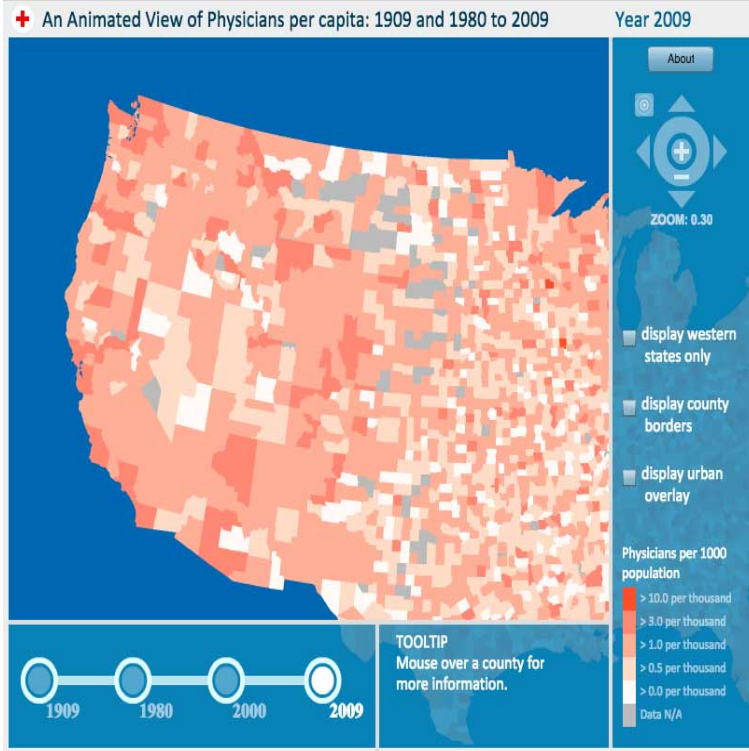 An Animated View of Physicians per capita: 1909 and 1980 to 2009
Year 2009
About
ZOOM: 0.30
display western
states only
display county
borders
display urban
overlay
Physicians per 1000
population
> 10.0 per thousand
> 3.0 per thousand
> 1.0 per thousand
> 0.5 per thousand
> 0.0 per thousand
Data N/A
1909
1980
2000
2009
TOOLTIP
Mouse over a county for
more information.